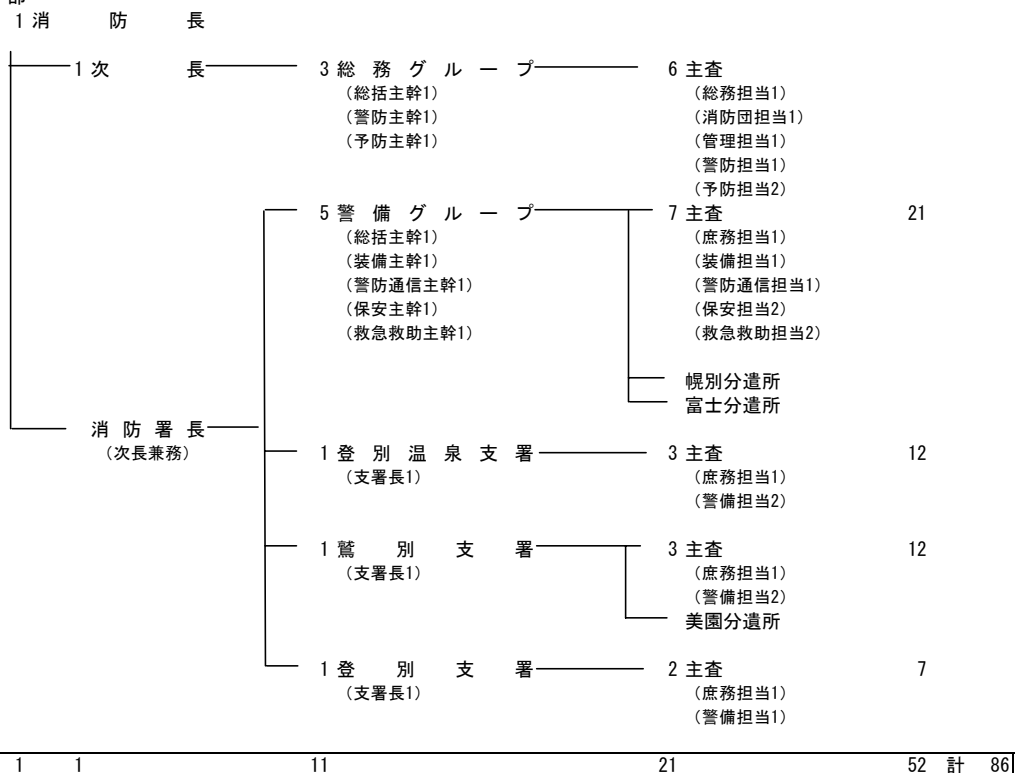 1 消防長
1 次長 3 総務グループ 6 主査
(総括主幹1) (総務担当1)
(警防主幹1) (消防団担当1)
(予防主幹1) (管理担当1)
(警防担当1)
(予防担当2)
5 警備グループ 7 主査 21
(総括主幹1) (庶務担当1)
(装備主幹1) (装備担当1)
(警防通信主幹1) (警防通信担当1)
(保安主幹1) (保安担当2)
(救急救助主幹1) (救急救助担当2)
幌別分遣所
富士分遣所
消防署長
(次長兼務) 1 登別温泉支署 3 主査 12
(支署長1) (庶務担当1)
(警備担当2)
1 鷲別支署 3 主査 12
(支署長1) (庶務担当1)
(警備担当2)
美園分遣所
1 登別支署 2 主査 7
(支署長1) (庶務担当1)
(警備担当1)
1 1 11 21 52 計 86